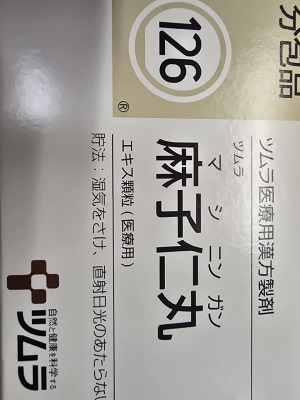 分包品
126
®
ツムラ医療用漢方製剤
ツムラ
マシニンガン
麻子仁丸
エキス顆粒(医療用)
貯法:湿気をさけ、直射日光のあたらな
自然と健康を科学する
ツムラ